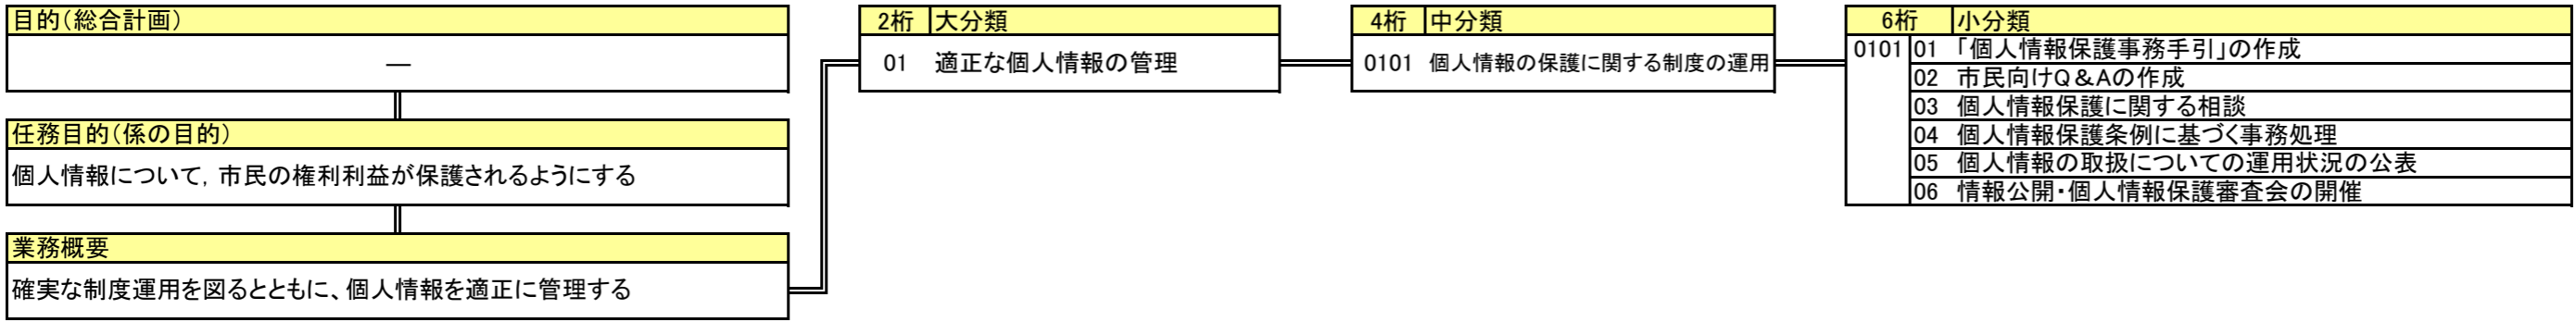 目的(総合計画)
―
任務目的(係の目的)
個人情報について，市民の権利利益が保護されるようにする
業務概要
確実な制度運用を図るとともに、個人情報を適正に管理する
2桁 大分類
01 適正な個人情報の管理
4桁 中分類
0101 個人情報の保護に関する制度の運用
6桁 小分類
0101 01 「個人情報保護事務手引」の作成
02 市民向けQ&Aの作成
03 個人情報保護に関する相談
04 個人情報保護条例に基づく事務処理
05 個人情報の取扱についての運用状況の公表
06 情報公開・個人情報保護審査会の開催